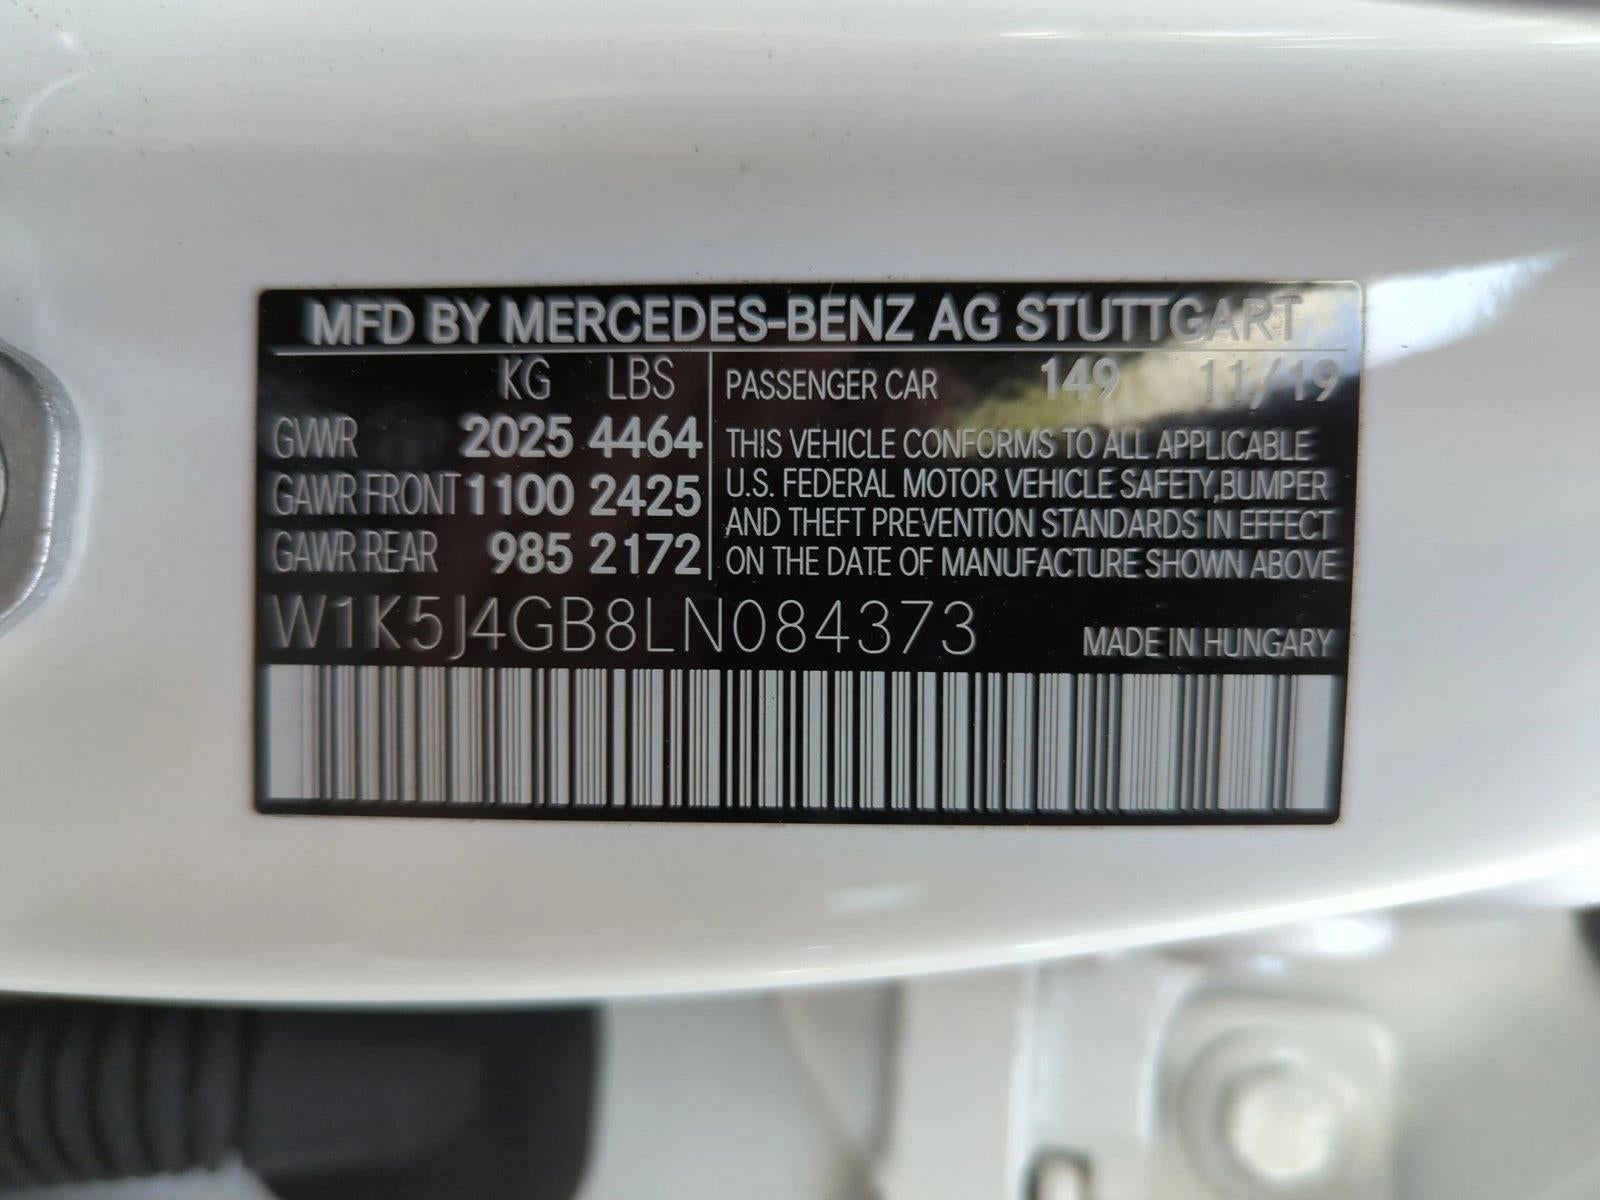 MFD BY MERCEDES-BENZ AG STUTTGART
KG LBS
GVWR 2025 4464
GAWR FRONT 1100 2425
GAWR REAR 985 2172
PASSENGER CAR 149 11/19
THIS VEHICLE CONFORMS TO ALL APPLICABLE
U.S. FEDERAL MOTOR VEHICLE SAFETY,BUMPER
AND THEFT PREVENTION STANDARDS IN EFFECT
ON THE DATE OF MANUFACTURE SHOWN ABOVE
W1K5J4GB8LN084373
MADE IN HUNGARY